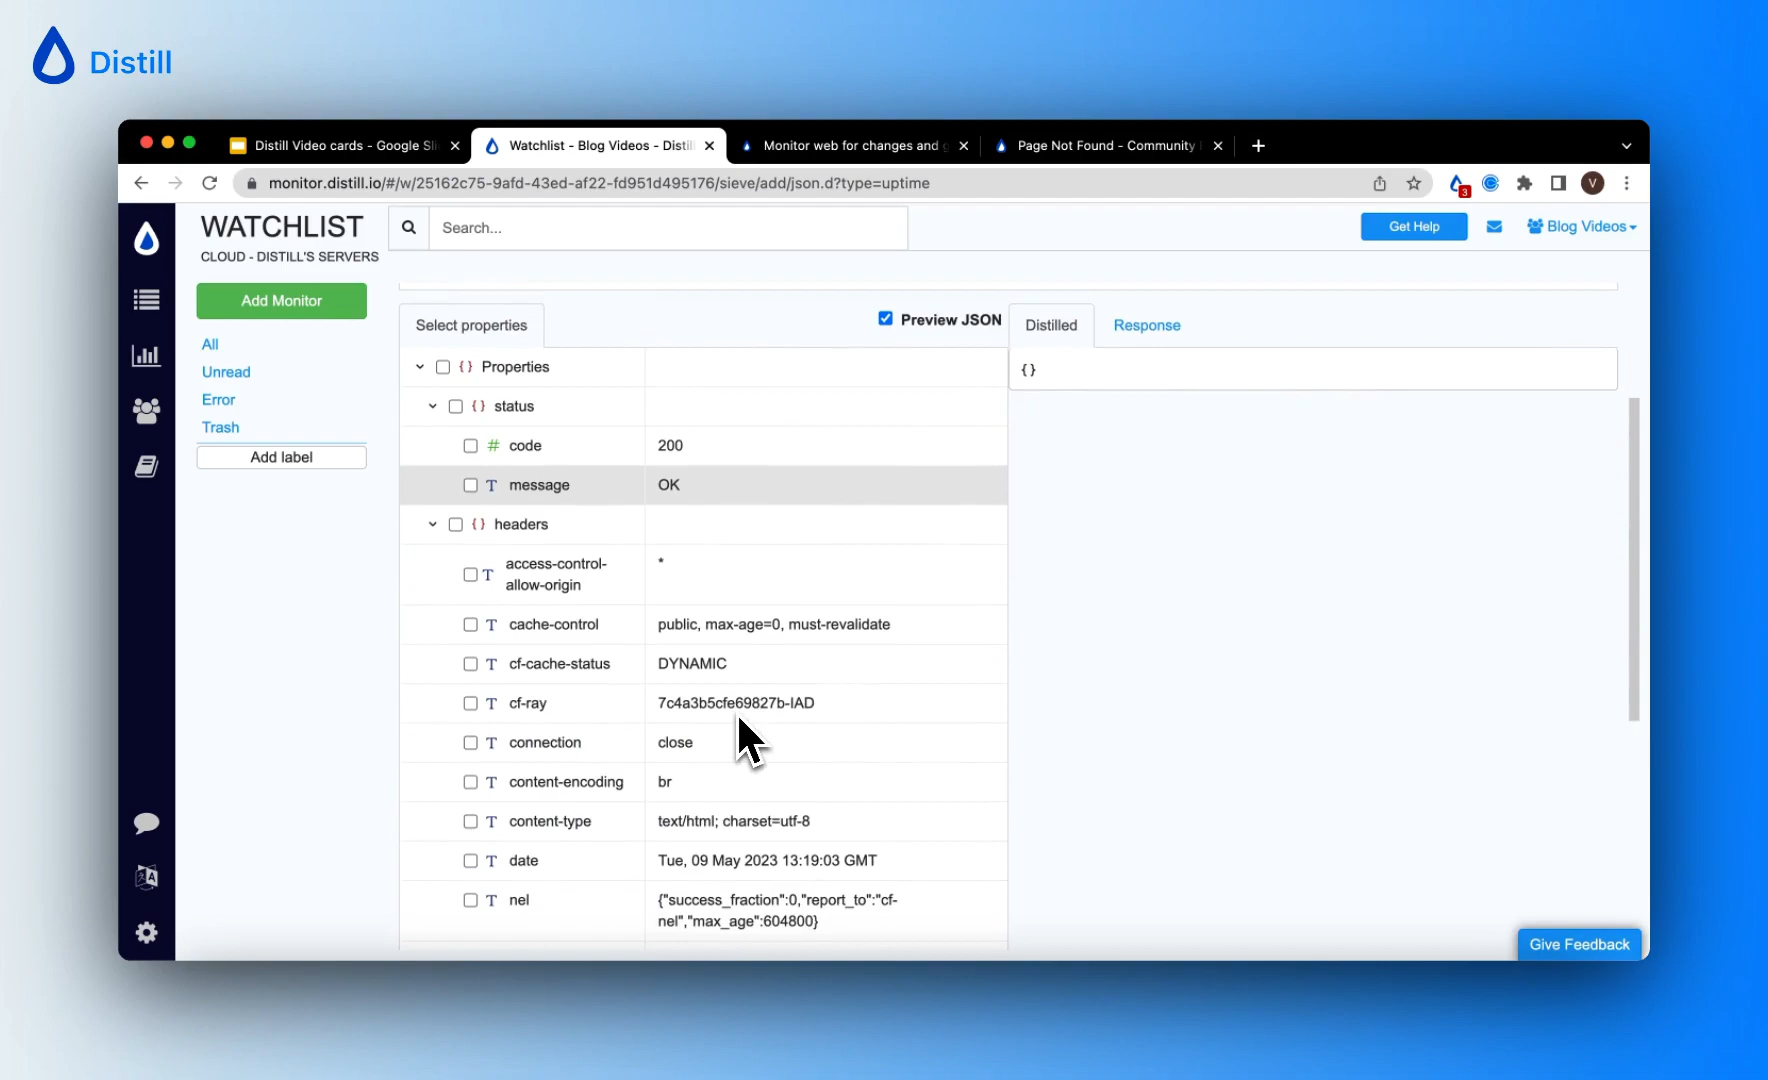 Distill
Distill Video cards - Google Sli
Watchlist - Blog Videos - Distill
Monitor web for changes and g
Page Not Found - Community
monitor.distill.io/#/w/25162c75-9afd-43ed-af22-fd951d495176/sieve/add/json.d?type=uptime
3
V
WATCHLIST
CLOUD - DISTILL'S SERVERS
Search...
Get Help
Blog Videos
Add Monitor
All
Unread
Error
Trash
Add label
Select properties
Preview JSON
Distilled
Response
{} Properties
{}
{} status
# code 200
T message OK
{} headers
T access-control-
allow-origin *
T cache-control public, max-age=0, must-revalidate
T cf-cache-status DYNAMIC
T cf-ray 7c4a3b5cfe69827b-IAD
T connection close
T content-encoding br
T content-type text/html; charset=utf-8
T date Tue, 09 May 2023 13:19:03 GMT
T nel {"success_fraction":0,"report_to":"cf-
nel","max_age":604800}
Give Feedback